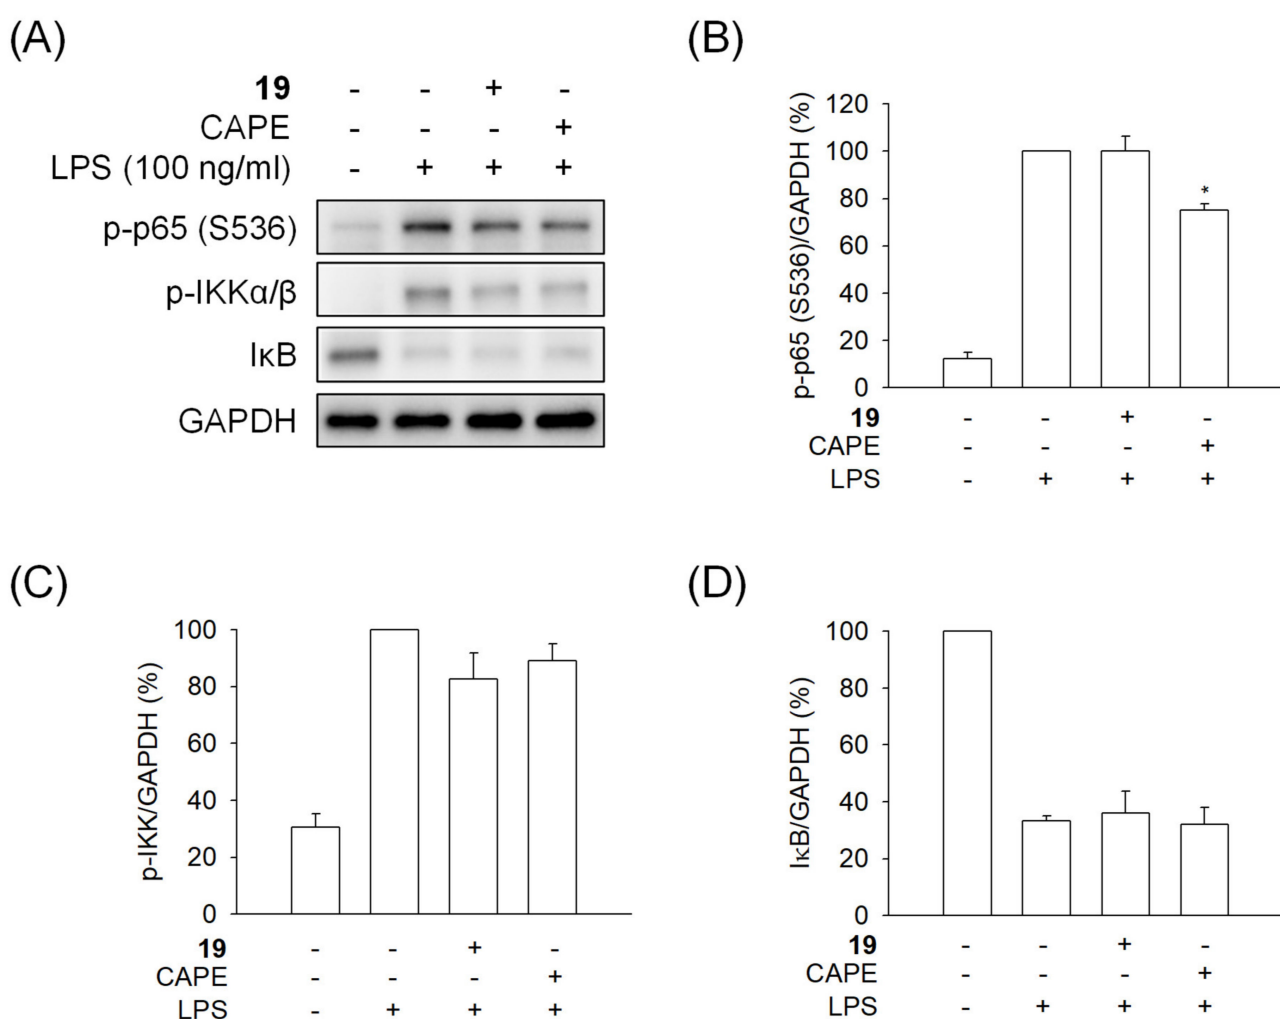 (A)
19 - - + -
CAPE - - - +
LPS (100 ng/ml) - + + +
p-p65 (S536)
p-IKKα/β
IκB
GAPDH
(B)
p-p65 (S536)/GAPDH (%)
120
100
80
60
40
20
0
*
19 - - + -
CAPE - - - +
LPS - + + +
(C)
p-IKK/GAPDH (%)
100
80
60
40
20
0
19 - - + -
CAPE - - - +
LPS - + + +
(D)
IκB/GAPDH (%)
100
80
60
40
20
0
19 - - + -
CAPE - - - +
LPS - + + +